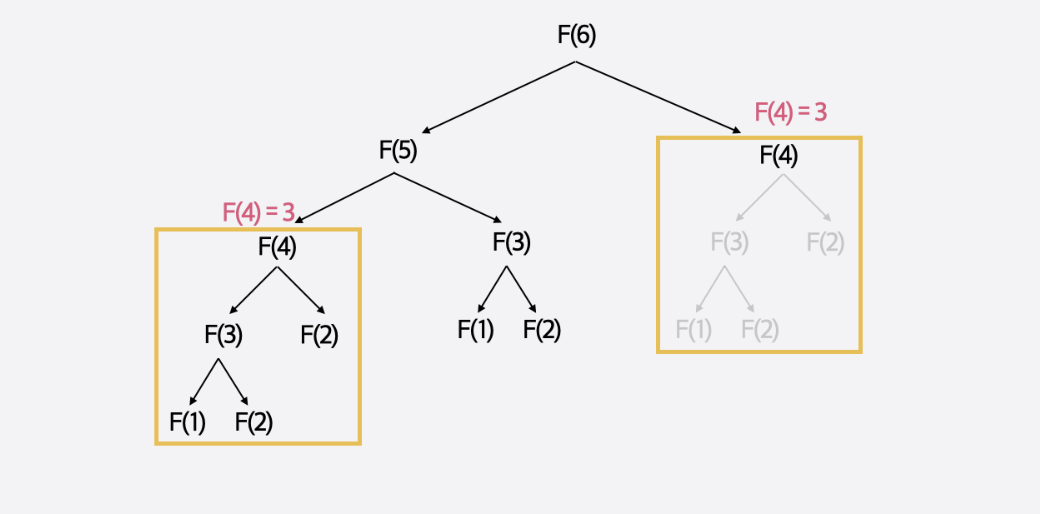 F(6)
F(4) = 3
F(5)
F(4)
F(4) = 3
F(4)
F(3)
F(3)
F(2)
F(3)
F(2)
F(1)
F(2)
F(1)
F(2)
F(1)
F(2)